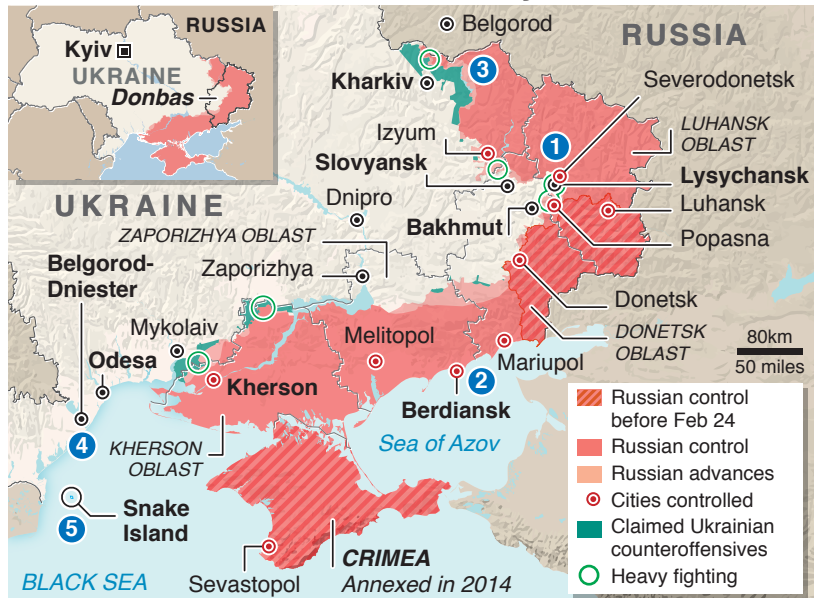 RUSSIA
Kyiv
UKRAINE
Donbas
Belgorod
RUSSIA
Kharkiv
3
Severodonetsk
Izyum
1
LUHANSK
OBLAST
Slovyansk
Lysychansk
UKRAINE
Dnipro
Luhansk
Bakhmut
Popasna
ZAPORIZHYA OBLAST
Belgorod-
Dniester
Zaporizhya
Donetsk
Mykolaiv
Melitopol
DONETSK
OBLAST
80km
50 miles
Odesa
Mariupol
Kherson
2
Berdiansk
4
KHERSON
OBLAST
Sea of Azov
Snake
Island
5
BLACK SEA
Sevastopol
CRIMEA
Annexed in 2014
Russian control
before Feb 24
Russian control
Russian advances
Cities controlled
Claimed Ukrainian
counteroffensives
Heavy fighting